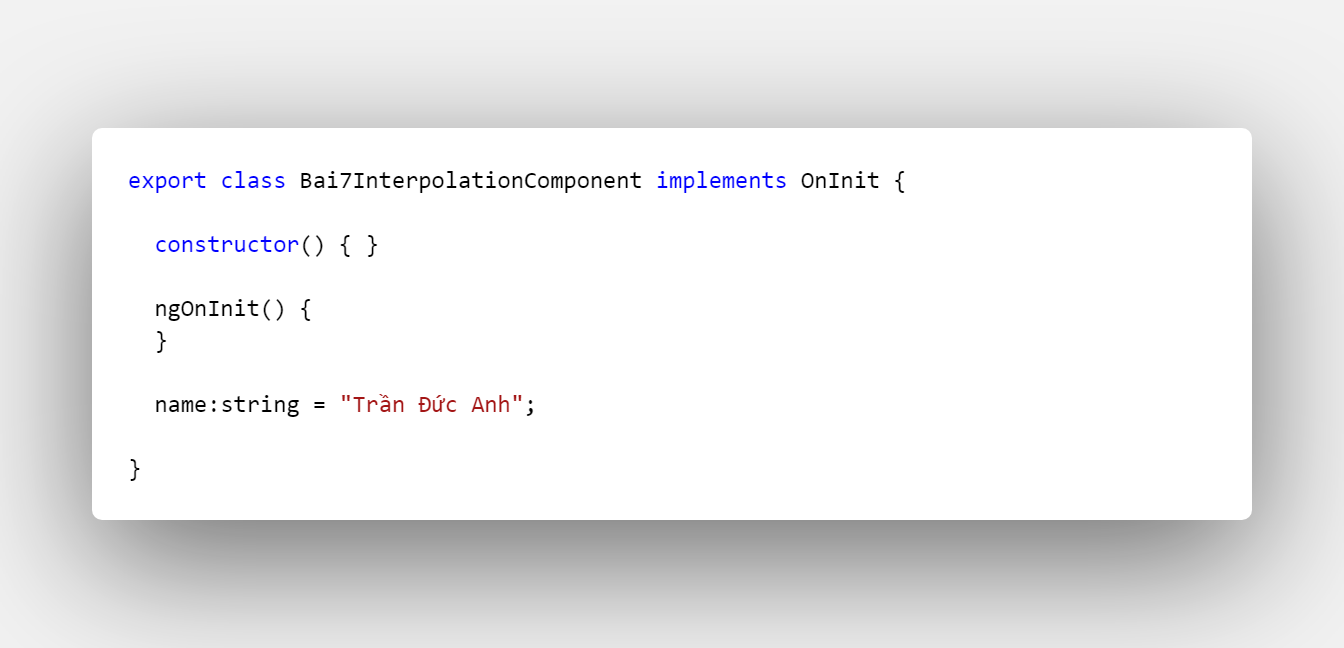 export class Bai7InterpolationComponent implements OnInit {
constructor() { }
ngOnInit() {
}
name:string = "Trần Đức Anh";
}